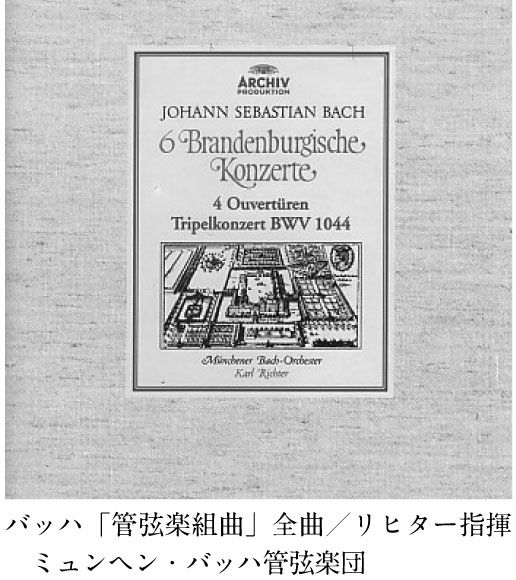 ARCHIV
PRODUKTION
JOHANN SEBASTIAN BACH
6 Brandenburgische
Konzerte
4 Ouvertüren
Tripelkonzert BWV 1044
Münchener Bach-Orchester
Karl Richter
バッハ「管弦楽組曲」全曲／リヒター指揮
ミュンヘン・バッハ管弦楽団